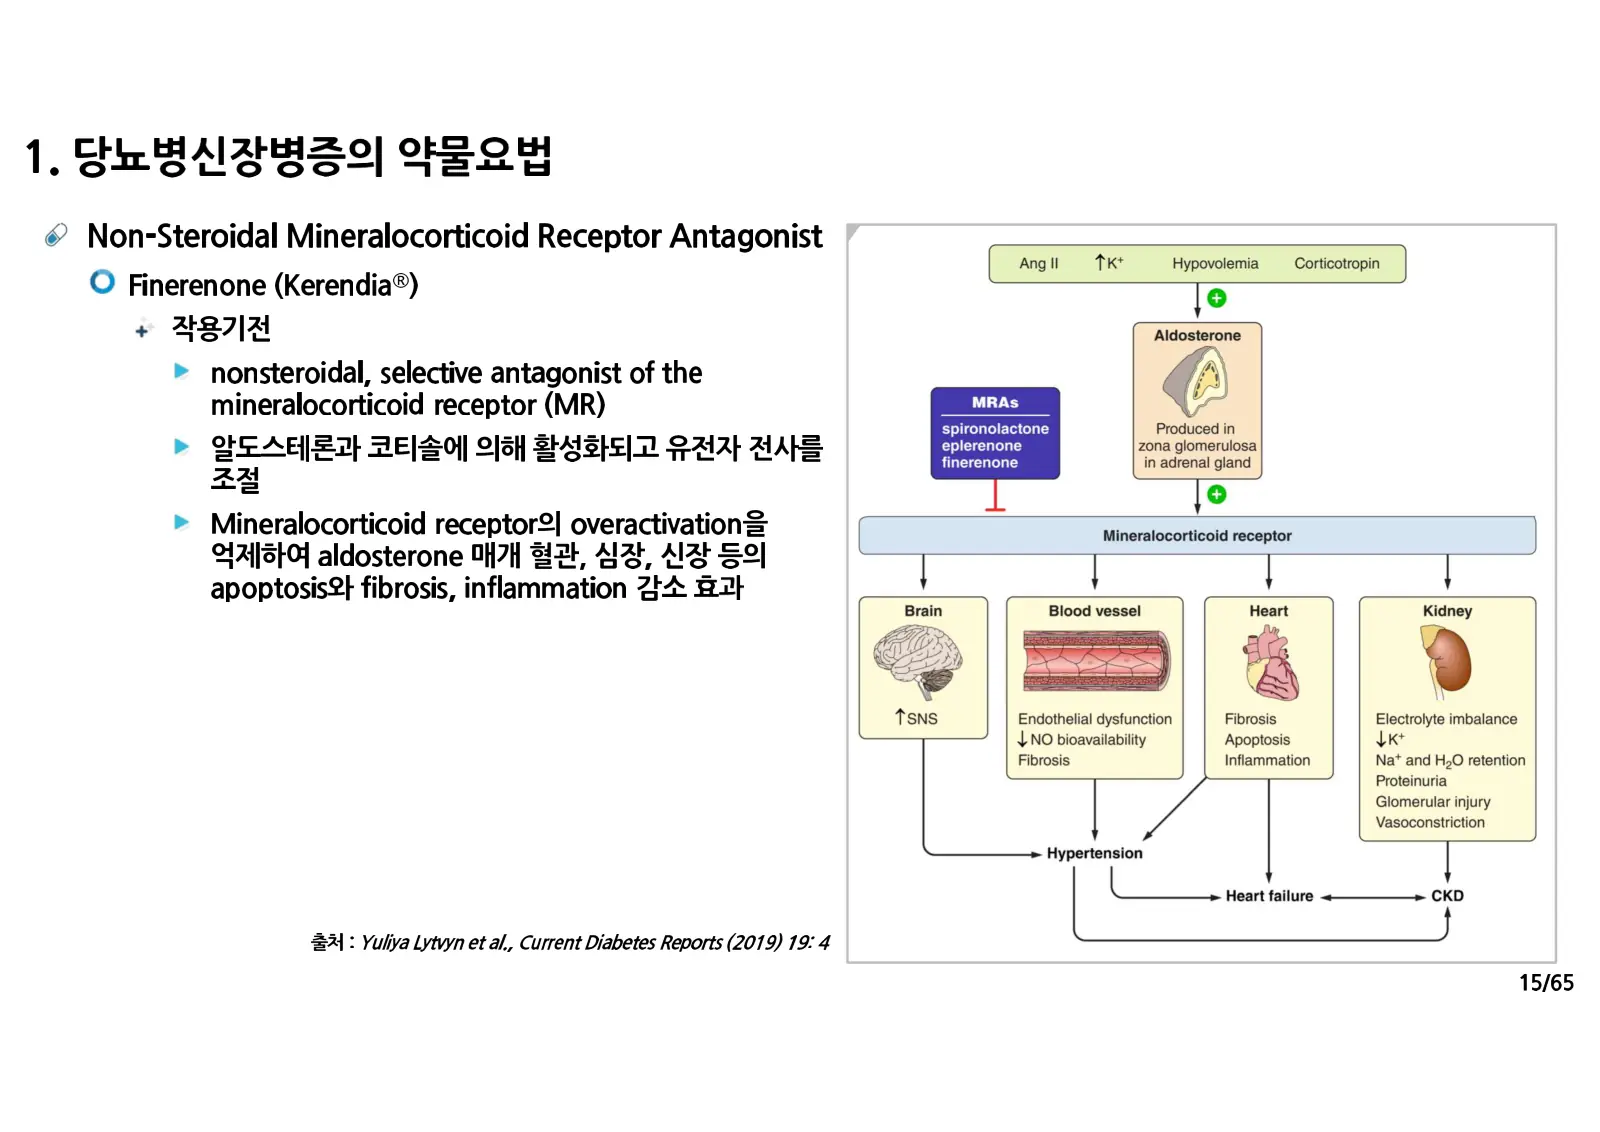 1. 당뇨병신장병증의 약물요법
Non-Steroidal Mineralocorticoid Receptor Antagonist
Finerenone (Kerendia®)
작용기전
nonsteroidal, selective antagonist of the
mineralocorticoid receptor (MR)
알도스테론과 코티솔에 의해 활성화되고 유전자 전사를
조절
Mineralocorticoid receptor의 overactivation을
억제하여 aldosterone 매개 혈관, 심장, 신장 등의
apoptosis와 fibrosis, inflammation 감소 효과
출처 : Yuliya Lytvyn et al., Current Diabetes Reports (2019) 19: 4
Ang II ↑K⁺ Hypovolemia Corticotropin
+
Aldosterone
Produced in
zona glomerulosa
in adrenal gland
MRAs
spironolactone
eplerenone
finerenone
+
Mineralocorticoid receptor
Brain
↑SNS
Blood vessel
Endothelial dysfunction
↓NO bioavailability
Fibrosis
Heart
Fibrosis
Apoptosis
Inflammation
Kidney
Electrolyte imbalance
↓K⁺
Na⁺ and H₂O retention
Proteinuria
Glomerular injury
Vasoconstriction
Hypertension
Heart failure
CKD
15/65